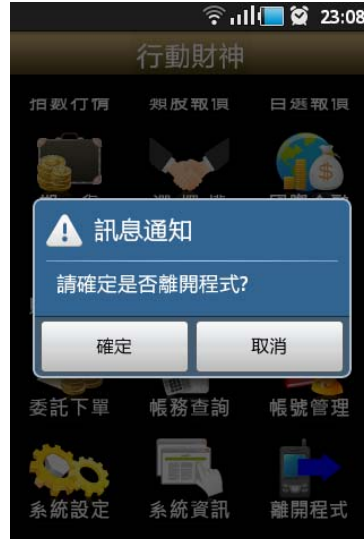 23:08
行動財神
指數行情 類股報價 自選報價
訊息通知
請確定是否離開程式?
確定 取消
委託下單 帳務查詢 帳號管理
系統設定 系統資訊 離開程式